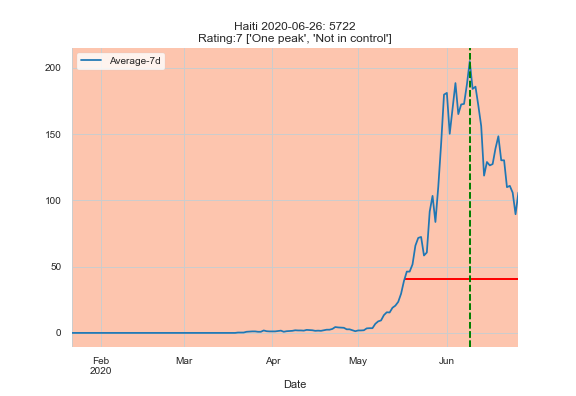 Haiti 2020-06-26: 5722
Rating:7 ['One peak', 'Not in control']
Average-7d
200
150
100
50
0
Feb
2020
Mar
Apr
May
Jun
Date